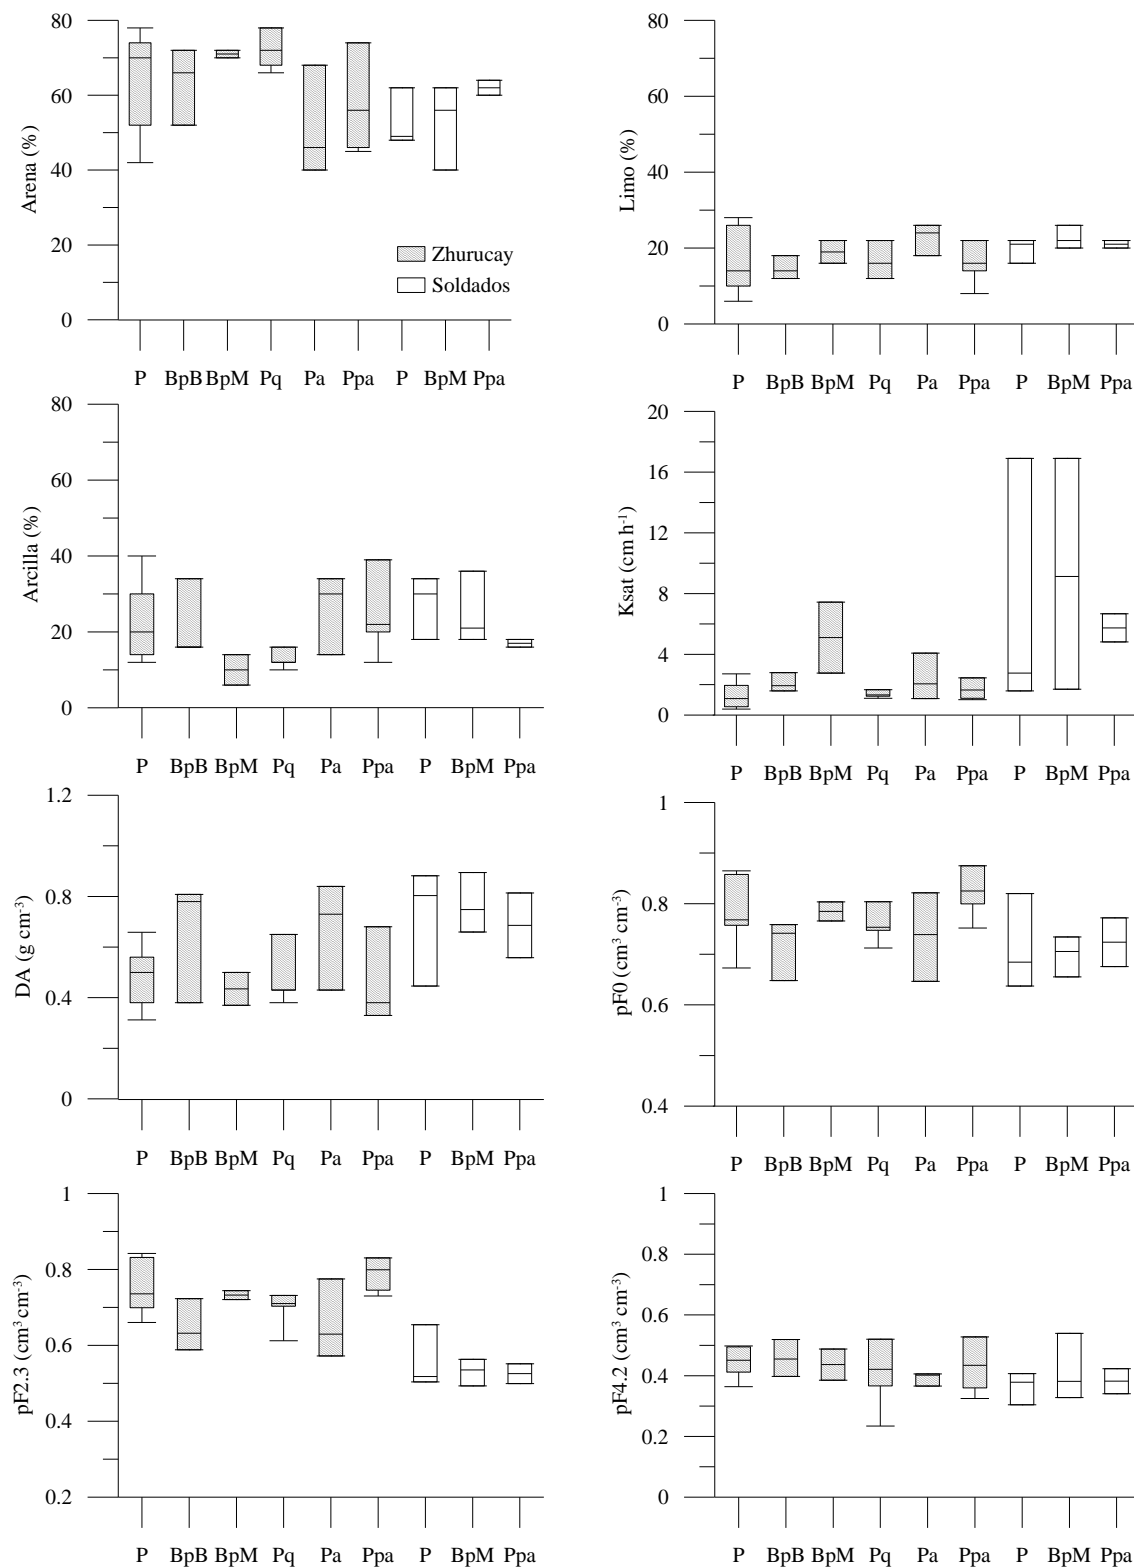 80
60
40
20
0
Arena (%)
Zhurucay
Soldados
P BpB BpM Pq Pa Ppa P BpM Ppa
80
60
40
20
0
Limo (%)
P BpB BpM Pq Pa Ppa P BpM Ppa
80
60
40
20
0
Arcilla (%)
P BpB BpM Pq Pa Ppa P BpM Ppa
20
16
12
8
4
0
Ksat (cm h⁻¹)
P BpB BpM Pq Pa Ppa P BpM Ppa
1.2
0.8
0.4
0
DA (g cm⁻³)
P BpB BpM Pq Pa Ppa P BpM Ppa
1
0.8
0.6
0.4
pF0 (cm³ cm⁻³)
P BpB BpM Pq Pa Ppa P BpM Ppa
1
0.8
0.6
0.4
0.2
pF2.3 (cm³ cm⁻³)
P BpB BpM Pq Pa Ppa P BpM Ppa
1
0.8
0.6
0.4
0.2
0
pF4.2 (cm³ cm⁻³)
P BpB BpM Pq Pa Ppa P BpM Ppa